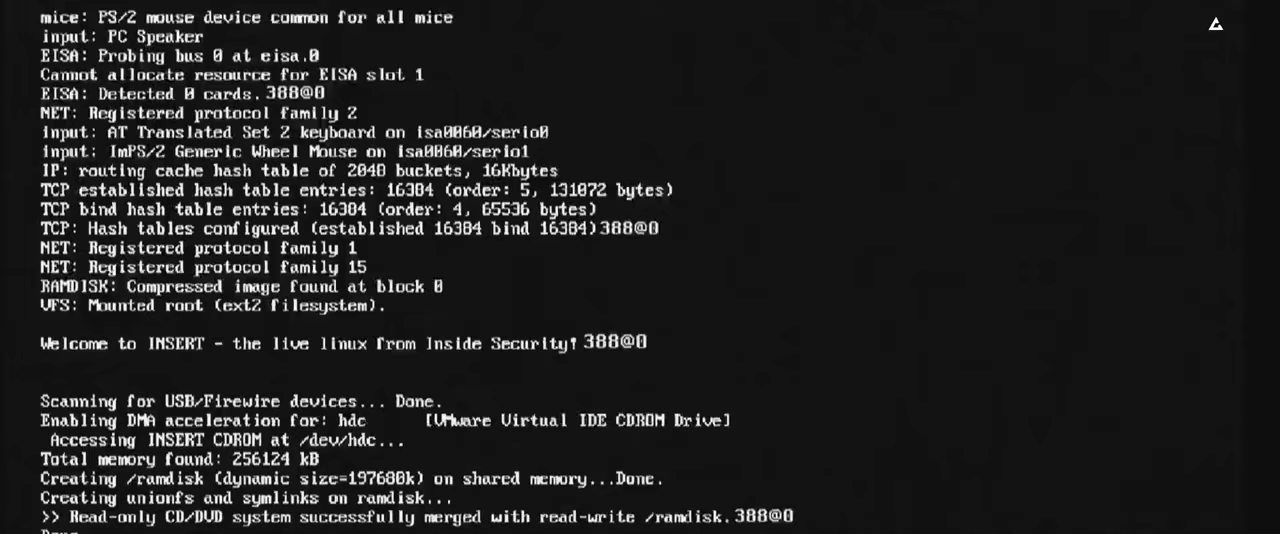 mice: PS/2 mouse device common for all mice
input: PC Speaker
EISA: Probing bus 0 at eisa.0
Cannot allocate resource for EISA slot 1
EISA: Detected 0 cards.388@0
NET: Registered protocol family 2
input: AT Translated Set 2 keyboard on isa0060/serio0
input: ImPS/2 Generic Wheel Mouse on isa0060/serio1
IP: routing cache hash table of 2048 buckets, 16Kbytes
TCP established hash table entries: 16384 (order: 5, 131072 bytes)
TCP bind hash table entries: 16384 (order: 4, 65536 bytes)
TCP: Hash tables configured (established 16384 bind 16384)388@0
NET: Registered protocol family 1
NET: Registered protocol family 15
RAMDISK: Compressed image found at block 0
VFS: Mounted root (ext2 filesystem).
Welcome to INSERT - the live linux from Inside Security!388@0
Scanning for USB/Firewire devices... Done.
Enabling DMA acceleration for: hdc [VMware Virtual IDE CDROM Drive]
Accessing INSERT CDROM at /dev/hdc...
Total memory found: 256124 kB
Creating /ramdisk (dynamic size=197680k) on shared memory...Done.
Creating unionfs and symlinks on ramdisk...
>> Read-only CD/DVD system successfully merged with read-write /ramdisk.388@0